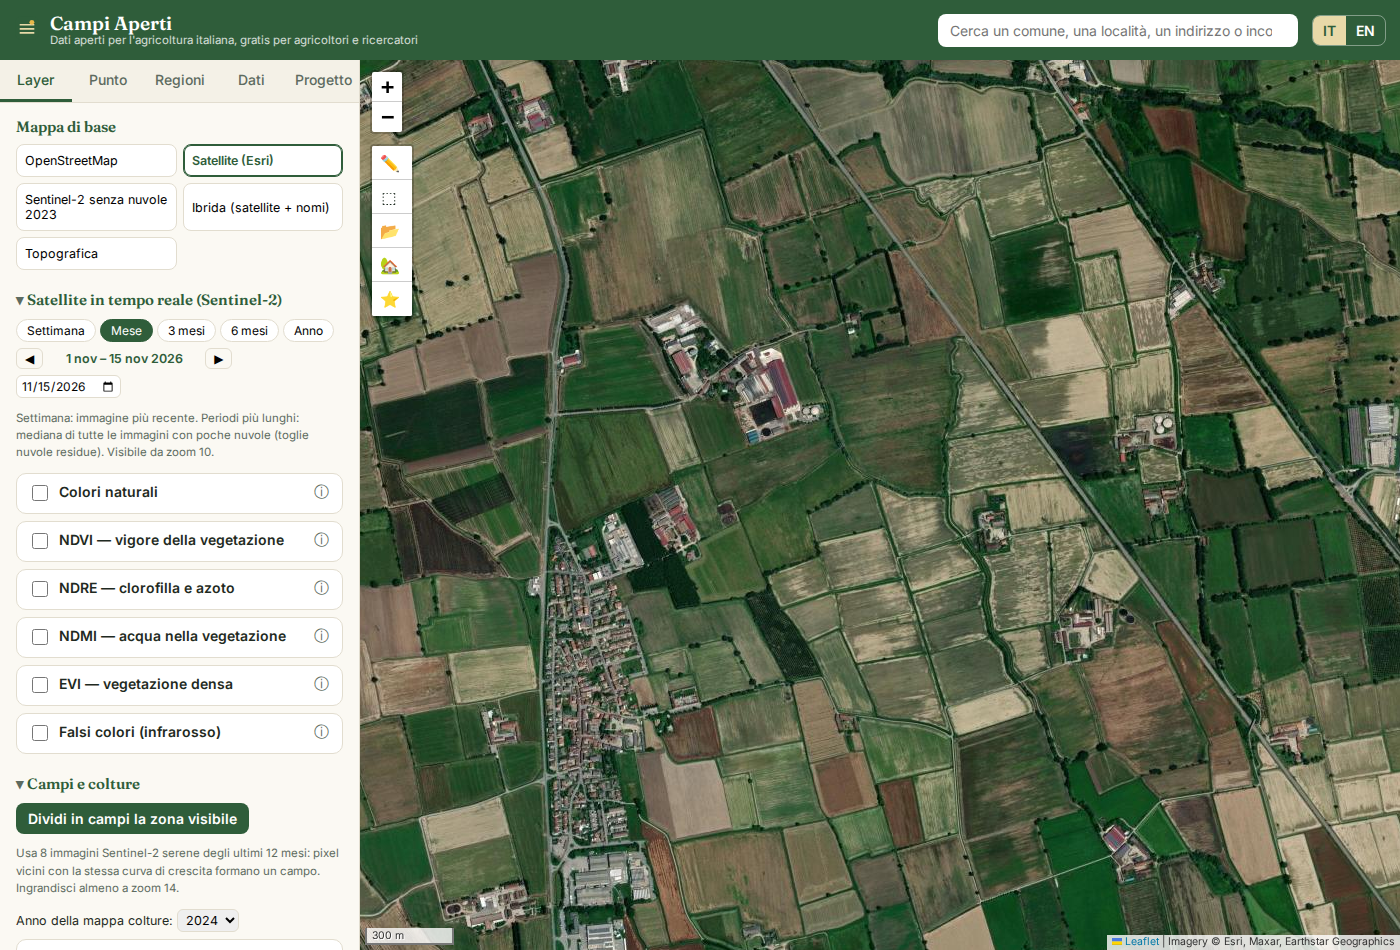 Campi Aperti
Dati aperti per l'agricoltura italiana, gratis per agricoltori e ricercatori
Cerca un comune, una località, un indirizzo o inco
IT EN
Layer Punto Regioni Dati Progetto
Mappa di base
OpenStreetMap
Satellite (Esri)
Sentinel-2 senza nuvole
2023
Ibrida (satellite + nomi)
Topografica
▾ Satellite in tempo reale (Sentinel-2)
Settimana Mese 3 mesi 6 mesi Anno
◀ 1 nov – 15 nov 2026 ▶
11/15/2026
Settimana: immagine più recente. Periodi più lunghi:
mediana di tutte le immagini con poche nuvole (toglie
nuvole residue). Visibile da zoom 10.
Colori naturali ⓘ
NDVI — vigore della vegetazione ⓘ
NDRE — clorofilla e azoto ⓘ
NDMI — acqua nella vegetazione ⓘ
EVI — vegetazione densa ⓘ
Falsi colori (infrarosso) ⓘ
▾ Campi e colture
Dividi in campi la zona visibile
Usa 8 immagini Sentinel-2 serene degli ultimi 12 mesi: pixel
vicini con la stessa curva di crescita formano un campo.
Ingrandisci almeno a zoom 14.
Anno della mappa colture: 2024
+
−
300 m
Leaflet | Imagery © Esri, Maxar, Earthstar Geographics